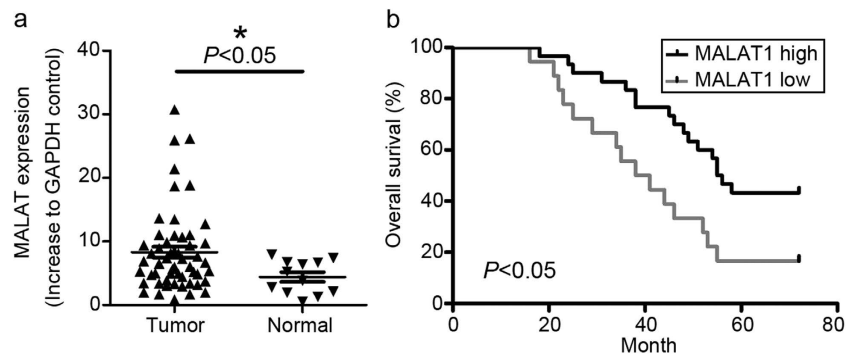 a
*
P<0.05
MALAT expression
(Increase to GAPDH control)
40
30
20
10
0
Tumor
Normal
b
MALAT1 high
MALAT1 low
Overall surival (%)
100
80
60
40
20
0
P<0.05
0 20 40 60 80
Month